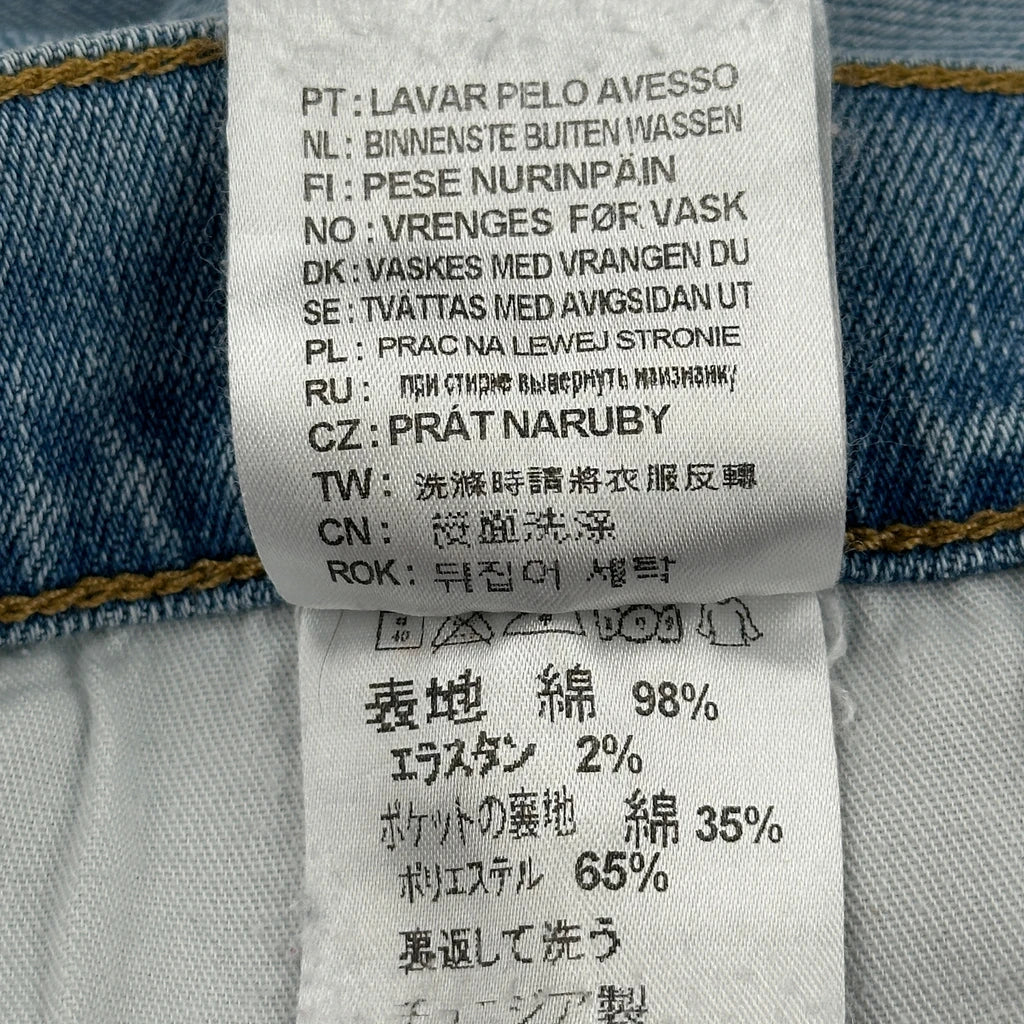 PT : LAVAR PELO AVESSO
NL : BINNENSTE BUITEN WASSEN
FI : PESE NURINPÄIN
NO : VRENGES FØR VASK
DK : VASKES MED VRANGEN DU
SE : TVÄTTAS MED AVIGSIDAN UT
PL : PRAC NA LEWEJ STRONIE
RU : при стирке вывернуть наизнанку
CZ : PRÁT NARUBY
TW : 洗滌時請將衣服反轉
CN : 洗涤
ROK : 뒤집어 세탁
40
表地 綿 98%
エラスタン 2%
ポケットの裏地 綿 35%
ポリエステル 65%
裏返して洗う
製